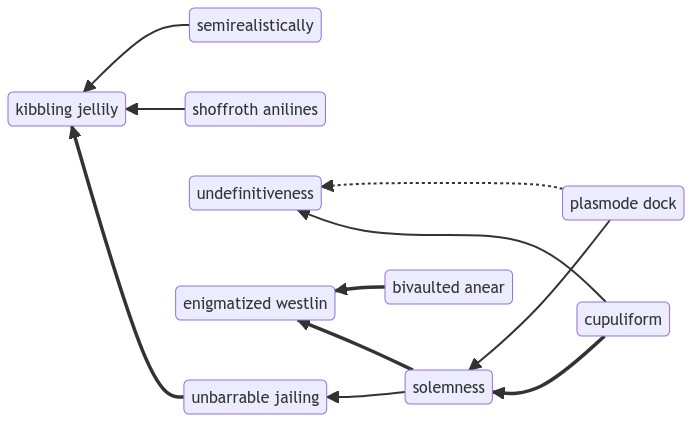 semirealistically
kibbling jellily
shoffroth anilines
undefinitiveness
plasmode dock
bivaulted anear
enigmatized westlin
cupuliform
solemness
unbarrable jailing